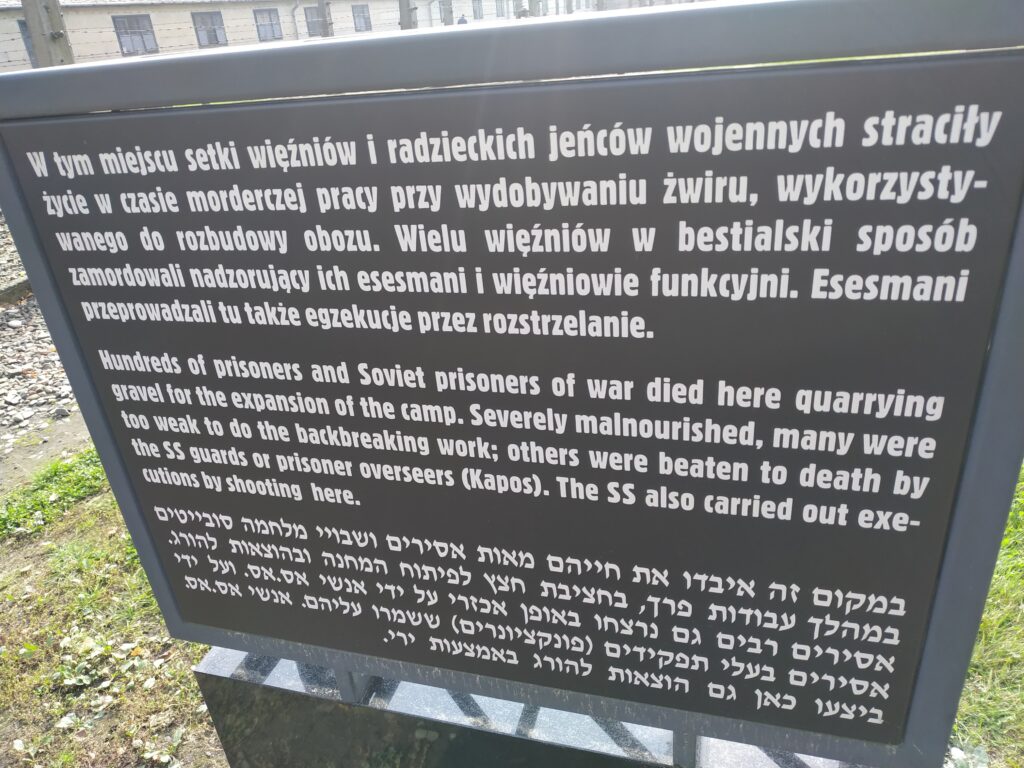 W tym miejscu setki więźniów i radzieckich jeńców wojennych straciły
życie w czasie morderczej pracy przy wydobywaniu żwiru, wykorzysty-
wanego do rozbudowy obozu. Wielu więźniów w bestialski sposób
zamordowali nadzorujący ich esesmani i więźniowie funkcyjni. Esesmani
przeprowadzali tu także egzekucje przez rozstrzelanie.
Hundreds of prisoners and Soviet prisoners of war died here quarrying
gravel for the expansion of the camp. Severely malnourished, many were
too weak to do the backbreaking work; others were beaten to death by
the SS guards or prisoner overseers (Kapos). The SS also carried out exe-
cutions by shooting here.
במקום זה איבדו את חייהם מאות אסירים ושבויי מלחמה סובייטים
במהלך עבודות פרך, בחציבת חצץ לפיתוח המחנה ובהוצאות להורג.
אסירים רבים גם נרצחו באופן אכזרי על ידי אנשי אס.אס. ועל ידי
אסירים בעלי תפקידים (פונקציונרים) ששמרו עליהם. אנשי אס.אס.
ביצעו כאן גם הוצאות להורג באמצעות ירי.